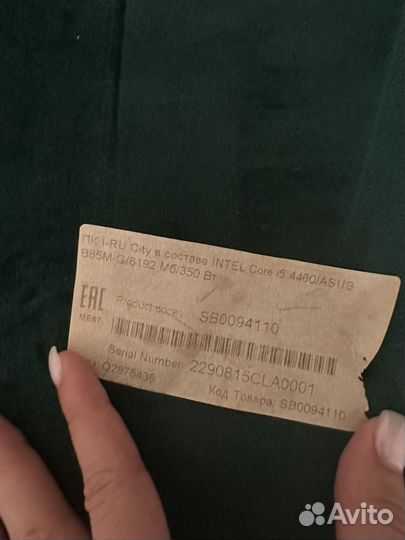 ПК I-RU City в составе INTEL Core i5 4460/ASUS
B85M-G/8192 Мб/350 Вт
EAC
ME67
Product code: SB0094110
Serial Number: 2290815CLA0001
02875436
Код Товара: SB0094110
Avito